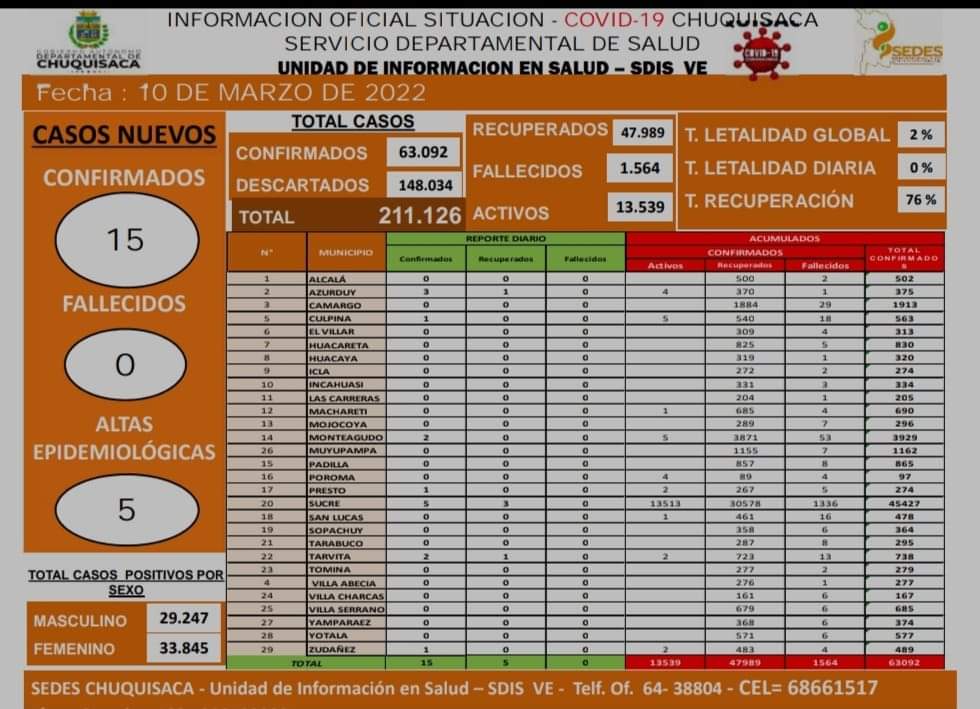 INFORMACION OFICIAL SITUACION - COVID-19 CHUQUISACA
SERVICIO DEPARTAMENTAL DE SALUD
UNIDAD DE INFORMACION EN SALUD – SDIS VE
GOBIERNO AUTONOMO
DEPARTAMENTAL DE
CHUQUISACA
COVID-19
SEDES
Fecha : 10 DE MARZO DE 2022
CASOS NUEVOS
CONFIRMADOS
15
FALLECIDOS
0
ALTAS
EPIDEMIOLÓGICAS
5
TOTAL CASOS POSITIVOS POR
SEXO
MASCULINO 29.247
FEMENINO 33.845
TOTAL CASOS
CONFIRMADOS 63.092
DESCARTADOS 148.034
TOTAL 211.126
RECUPERADOS 47.989
FALLECIDOS 1.564
ACTIVOS 13.539
T. LETALIDAD GLOBAL 2 %
T. LETALIDAD DIARIA 0 %
T. RECUPERACIÓN 76 %
N° MUNICIPIO REPORTE DIARIO ACUMULADOS
CONFIRMADOS TOTAL CONFIRMADOS
Confirmados Recuperados Fallecidos Activos Recuperados Fallecidos
1 ALCALÁ 0 0 0 500 2 502
2 AZURDUY 3 1 0 4 370 1 375
3 CAMARGO 0 0 0 1884 29 1913
5 CULPINA 1 0 0 5 540 18 563
6 EL VILLAR 0 0 0 309 4 313
7 HUACARETA 0 0 0 825 5 830
8 HUACAYA 0 0 0 319 1 320
9 ICLA 0 0 0 272 2 274
10 INCAHUASI 0 0 0 331 3 334
11 LAS CARRERAS 0 0 0 204 1 205
12 MACHARETI 0 0 0 1 685 4 690
13 MOJOCOYA 0 0 0 289 7 296
14 MONTEAGUDO 2 0 0 5 3871 53 3929
26 MUYUPAMPA 0 0 0 1155 7 1162
15 PADILLA 0 0 0 857 8 865
16 POROMA 0 0 0 4 89 4 97
17 PRESTO 1 0 0 2 267 5 274
20 SUCRE 5 3 0 13513 30578 1336 45427
18 SAN LUCAS 0 0 0 1 461 16 478
19 SOPACHUY 0 0 0 358 6 364
21 TARABUCO 0 0 0 287 8 295
22 TARVITA 2 1 0 2 723 13 738
23 TOMINA 0 0 0 277 2 279
4 VILLA ABECIA 0 0 0 276 1 277
24 VILLA CHARCAS 0 0 0 161 6 167
25 VILLA SERRANO 0 0 0 679 6 685
27 YAMPARAEZ 0 0 0 368 6 374
28 YOTALA 0 0 0 571 6 577
29 ZUDAÑEZ 1 0 0 2 483 4 489
TOTAL 15 5 0 13539 47989 1564 63092
SEDES CHUQUISACA - Unidad de Información en Salud – SDIS VE - Telf. Of. 64- 38804 - CEL= 68661517